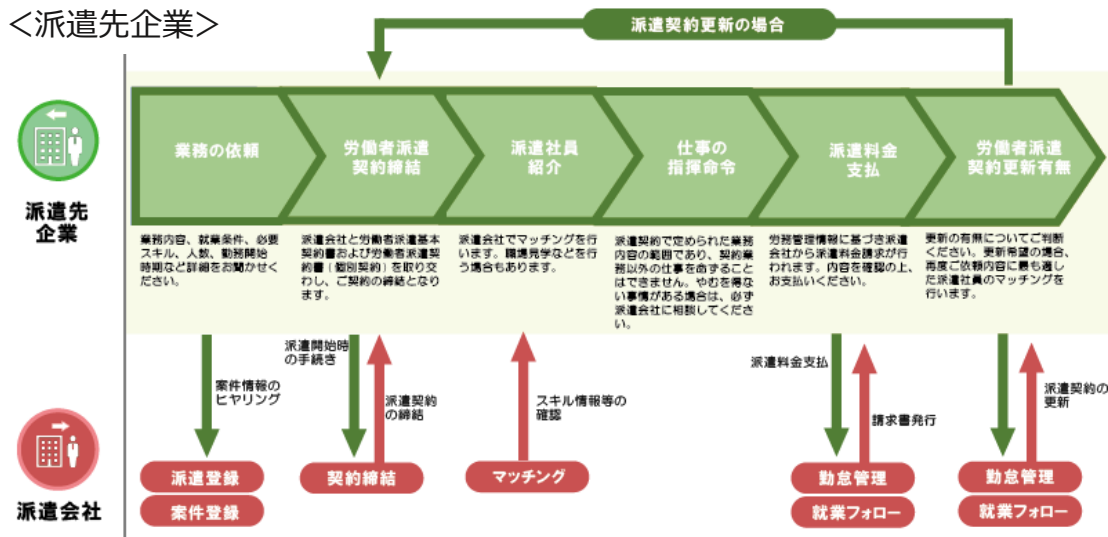 ＜派遣先企業＞
派遣契約更新の場合
派遣先
企業
業務の依頼
労働者派遣
契約締結
派遣社員
紹介
仕事の
指揮命令
派遣料金
支払
労働者派遣
契約更新有無
業務内容、就業条件、必要
スキル、人数、勤務開始
時期など詳細をお聞かせく
ださい。
派遣会社と労働者派遣基本
契約書および労働者派遣契
約書（個別契約）を取り交
わし、ご契約の締結となり
ます。
派遣会社でマッチングを行
います。職場見学などを行
う場合もあります。
派遣契約で定められた業務
内容の範囲であり、契約業
務以外の仕事を命ずること
はできません。やむを得な
い事情がある場合は、必ず
派遣会社に相談してくださ
い。
労務管理情報に基づき派遣
会社から派遣料金請求が行
われます。内容を確認の上、
お支払いください。
更新の有無についてご判断
ください。更新希望の場合、
再度ご依頼内容に最も適し
た派遣社員のマッチングを
行います。
案件情報の
ヒヤリング
派遣開始時
の手続き
派遣契約
の締結
スキル情報等の
確認
派遣料金支払
請求書発行
派遣契約の
更新
派遣会社
派遣登録
案件登録
契約締結
マッチング
勤怠管理
就業フォロー
勤怠管理
就業フォロー